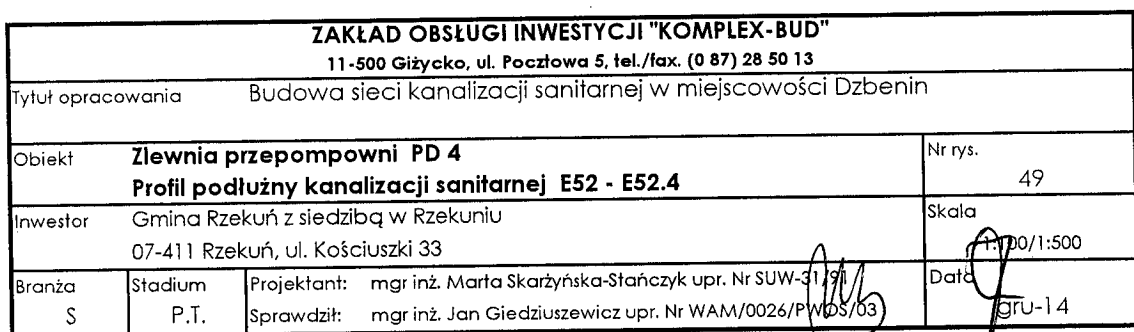 ZAKŁAD OBSŁUGI INWESTYCJI "KOMPLEX-BUD"
11-500 Giżycko, ul. Pocztowa 5, tel./fax. (0 87) 28 50 13
Tytuł opracowania Budowa sieci kanalizacji sanitarnej w miejscowości Dzbenin
Obiekt Zlewnia przepompowni PD 4 Nr rys.
Profil podłużny kanalizacji sanitarnej E52 - E52.4 49
Inwestor Gmina Rzekuń z siedzibą w Rzekuniu Skala
07-411 Rzekuń, ul. Kościuszki 33 1:100/1:500
Branża Stadium Projektant: mgr inż. Marta Skarżyńska-Stańczyk upr. Nr SUW-31/91 Data
S P.T. Sprawdził: mgr inż. Jan Giedziuszewicz upr. Nr WAM/0026/PWOS/03 gru-14